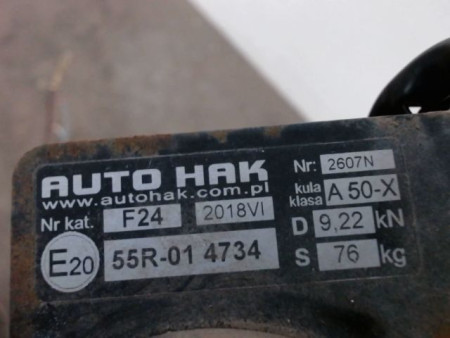 AUTO HAK
www.autohak.com.pl
Nr kat. F24 2018VI
E20 55R-01 4734
Nr: 2607N
kula klasa A 50-X
D 9,22 kN
S 76 kg